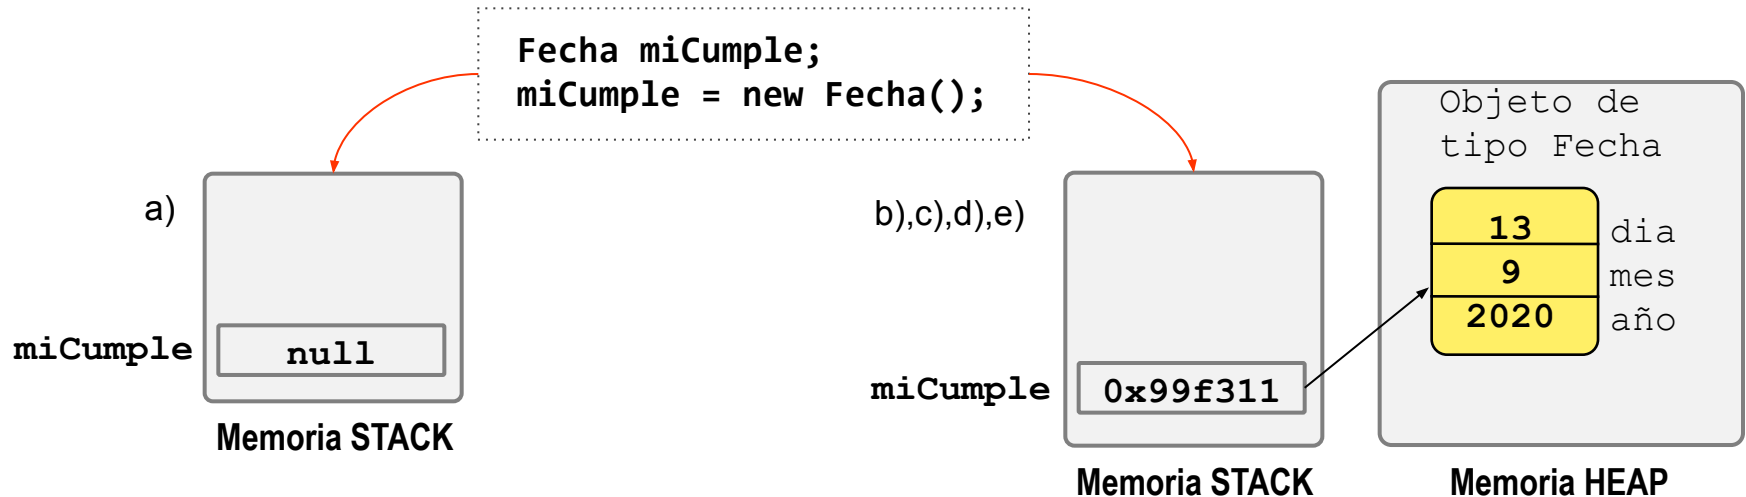 Fecha miCumple;
miCumple = new Fecha();
a)
miCumple
null
Memoria STACK
b),c),d),e)
miCumple
0x99f311
Memoria STACK
Objeto de
tipo Fecha
13 dia
9 mes
2020 año
Memoria HEAP